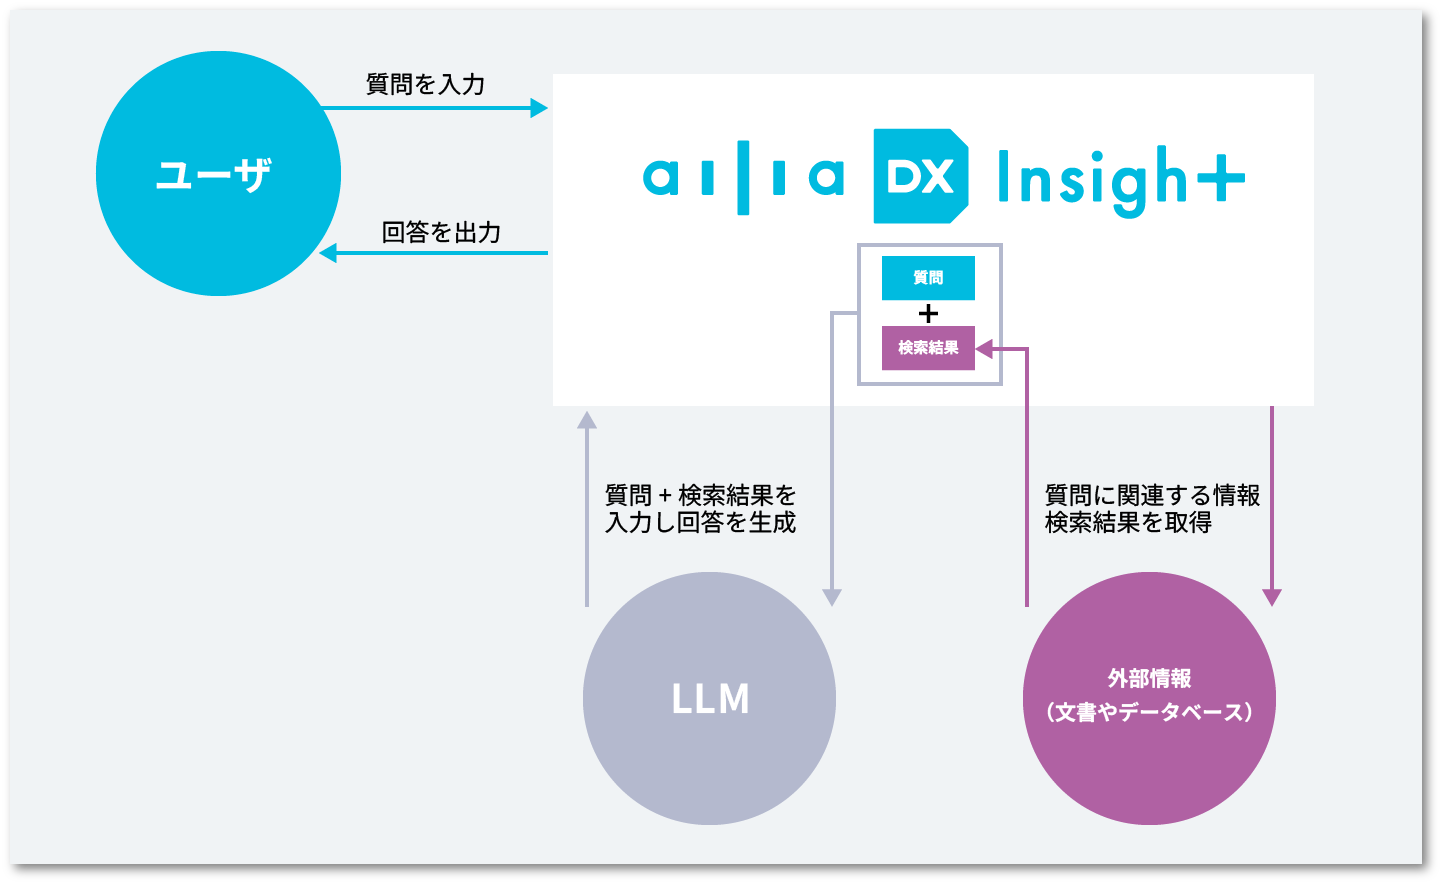 質問を入力
ユーザ
回答を出力
ailia DX Insight
質問
+
検索結果
質問 + 検索結果を
入力し回答を生成
質問に関連する情報
検索結果を取得
LLM
外部情報
（文書やデータベース）